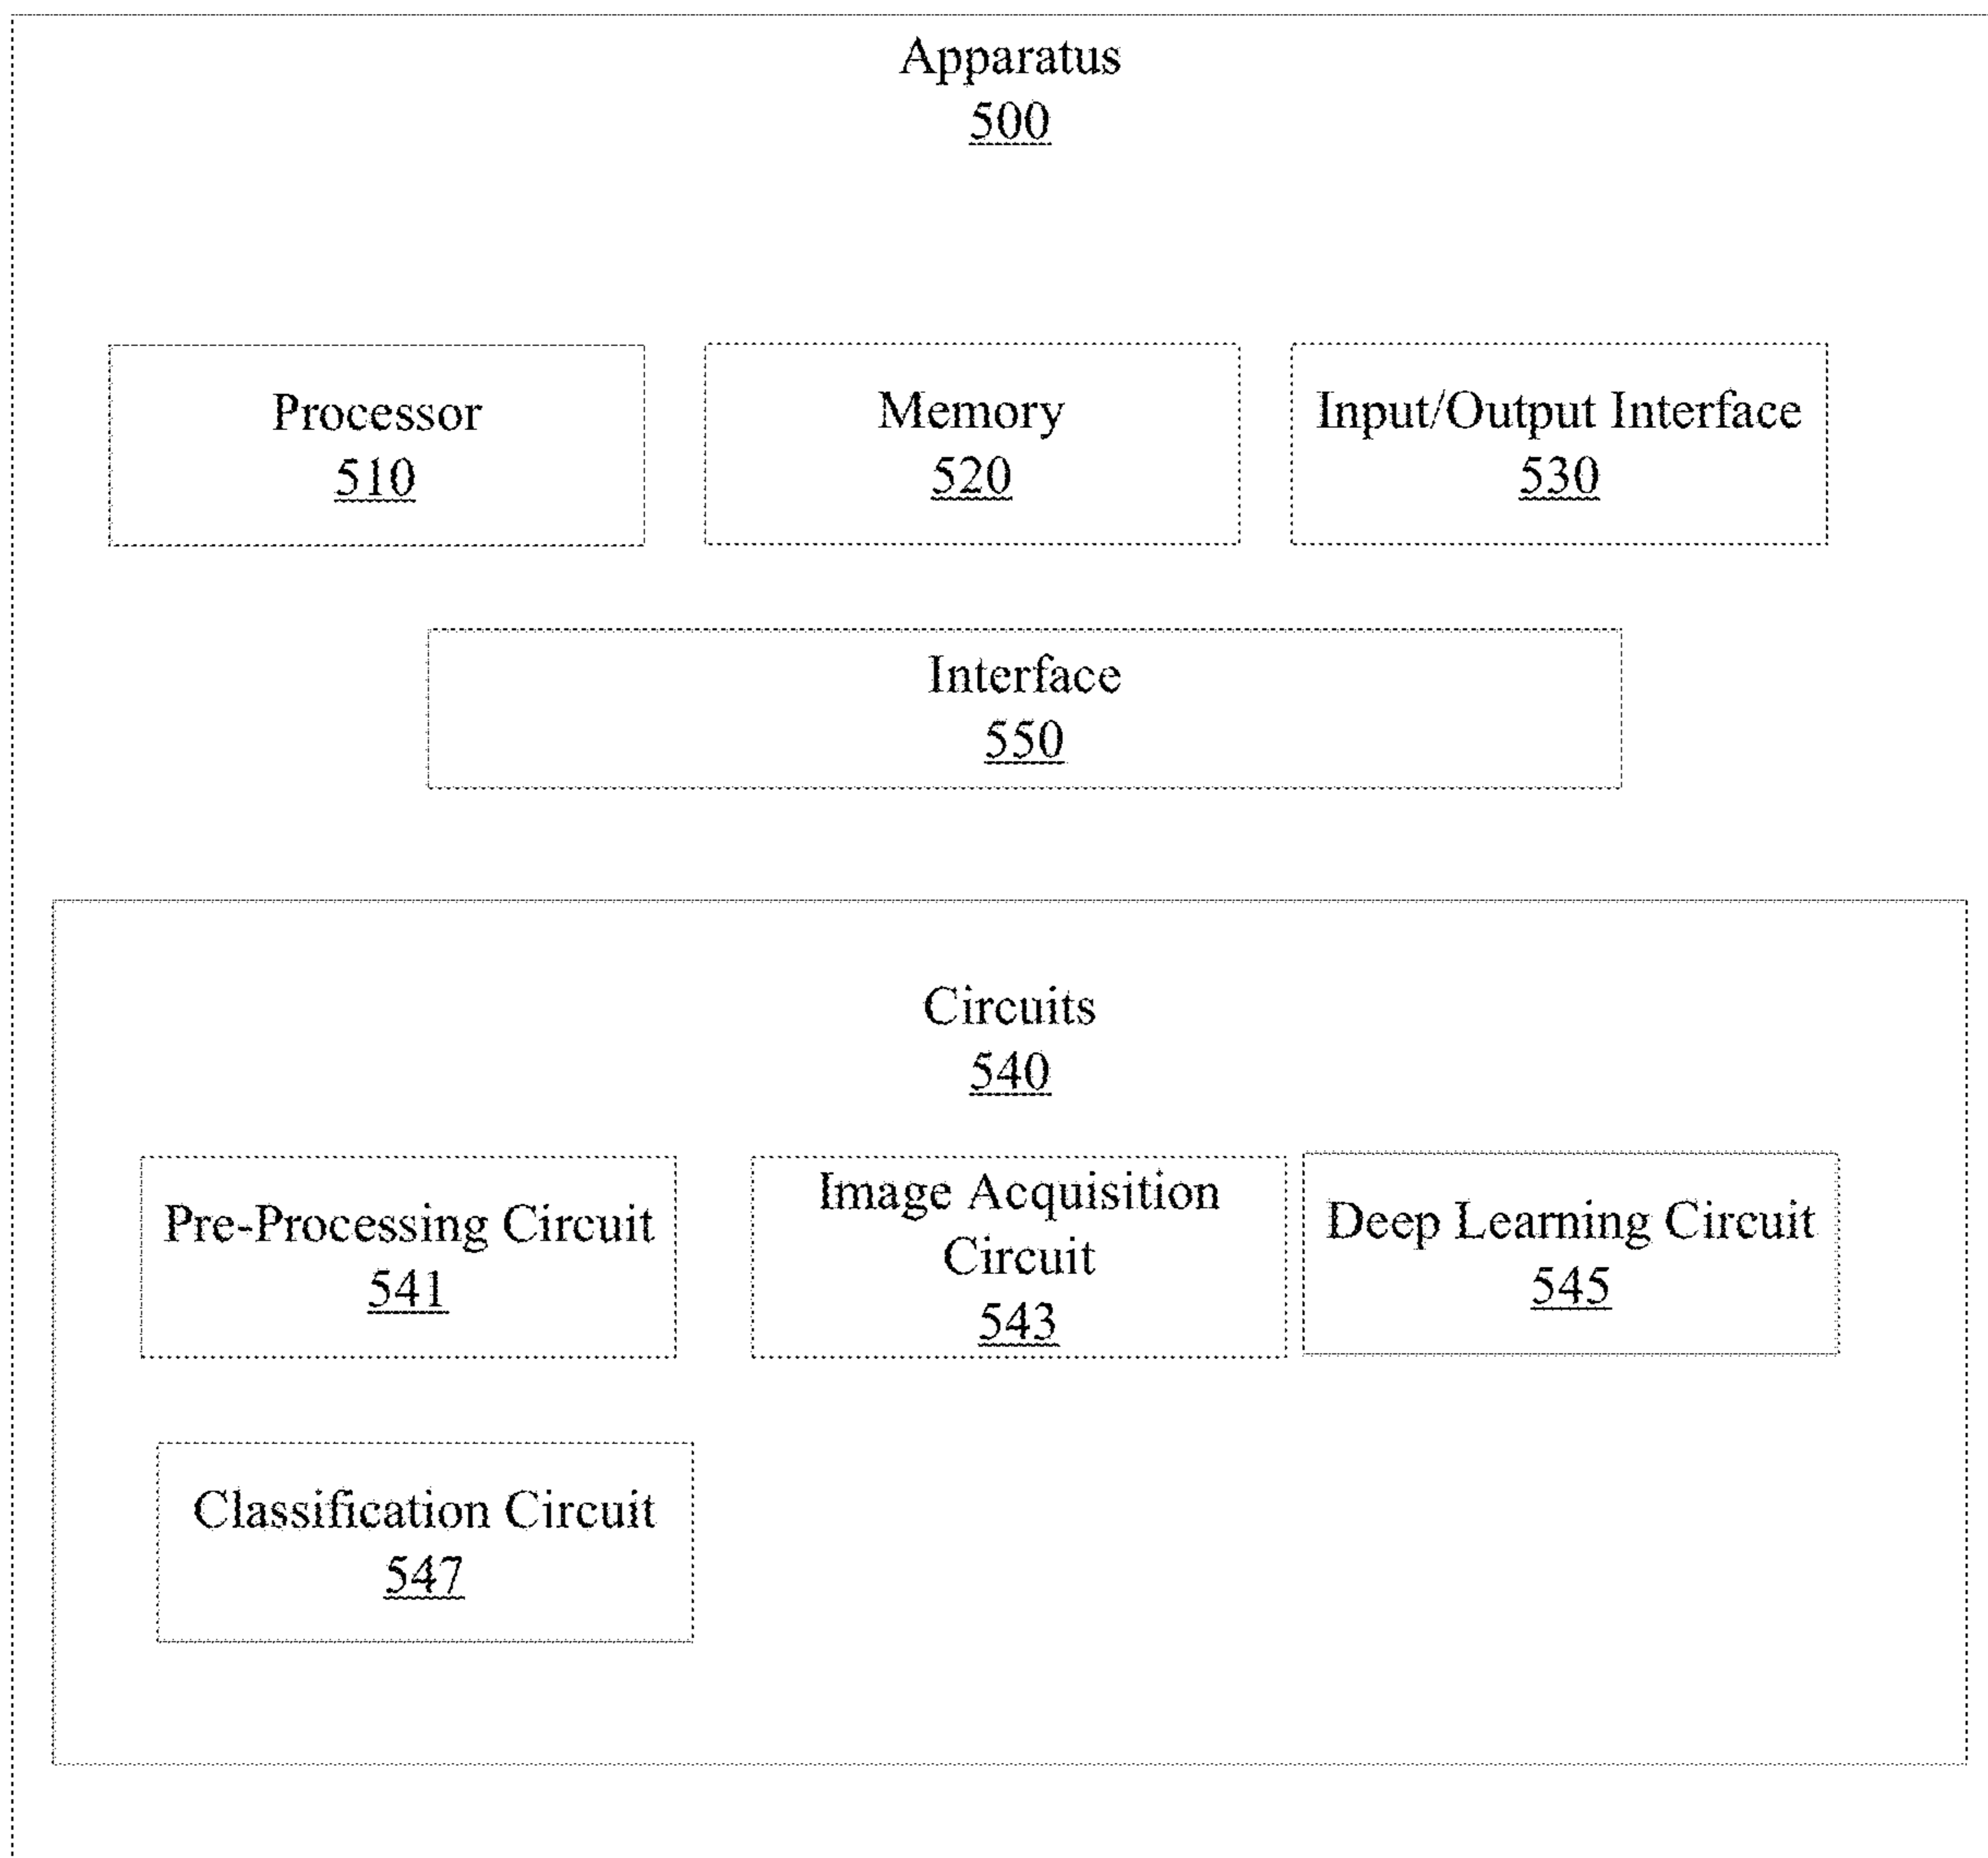 Apparatus
500
Processor
510
Memory
520
Input/Output Interface
530
Interface
550
Circuits
540
Pre-Processing Circuit
541
Image Acquisition
Circuit
543
Deep Learning Circuit
545
Classification Circuit
547